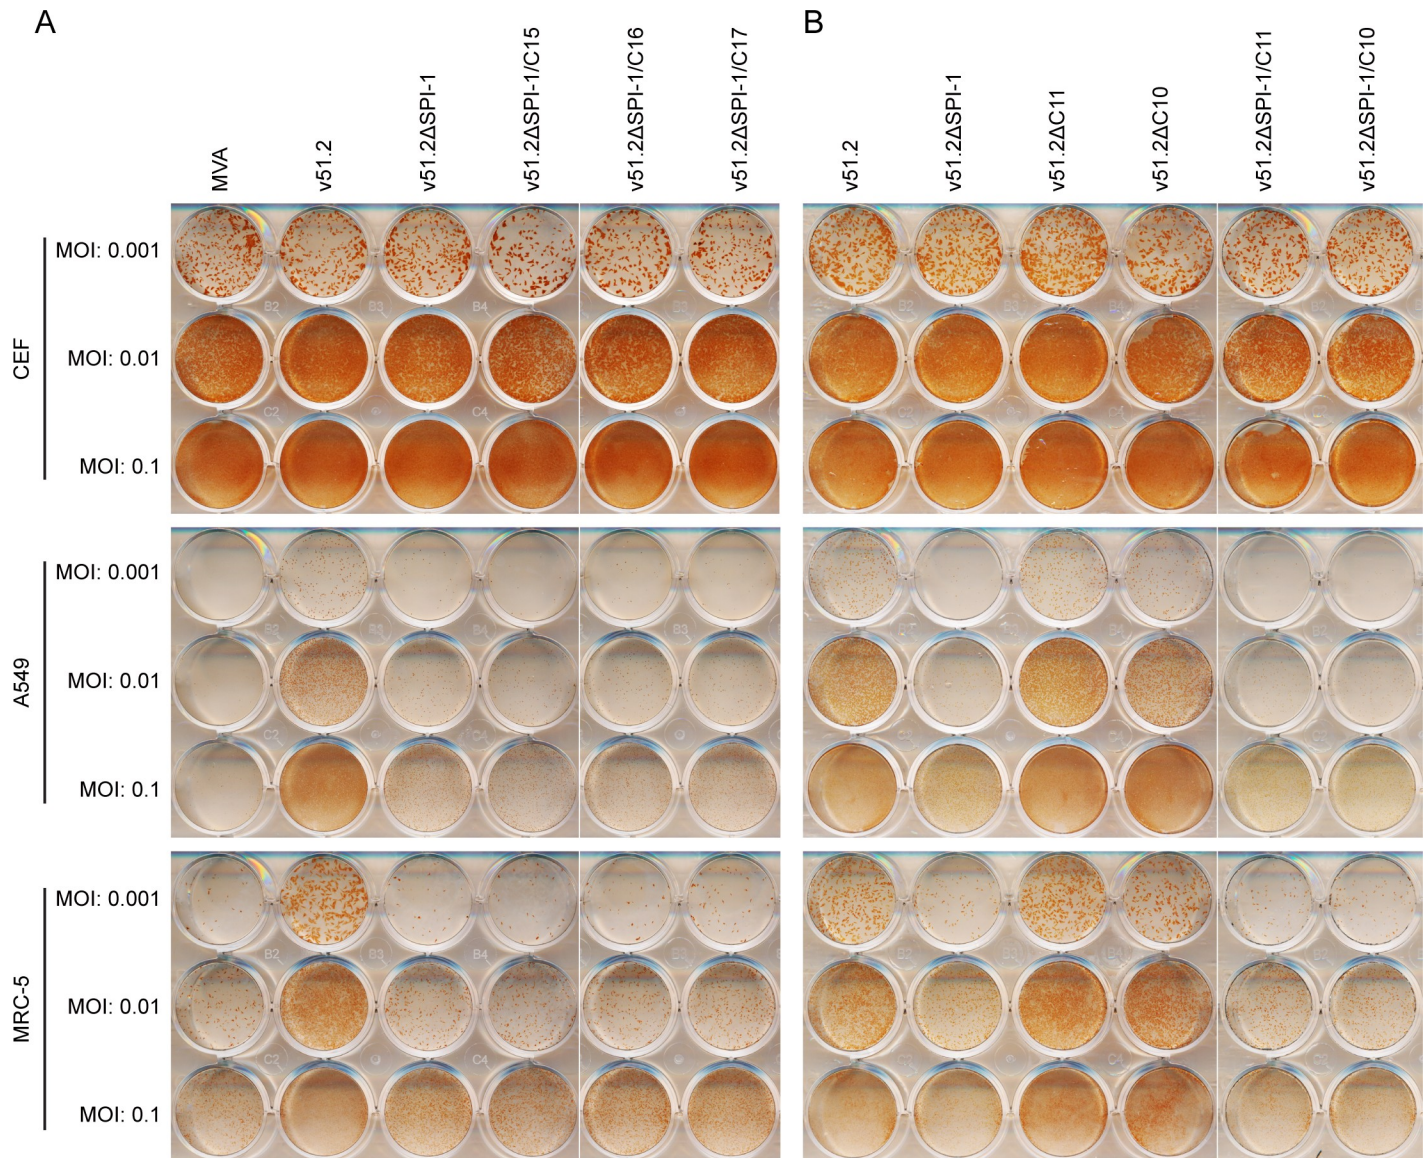 A
B
MVA
v51.2
v51.2ΔSPI-1
v51.2ΔSPI-1/C15
v51.2ΔSPI-1/C16
v51.2ΔSPI-1/C17
v51.2
v51.2ΔSPI-1
v51.2ΔC11
v51.2ΔC10
v51.2ΔSPI-1/C11
v51.2ΔSPI-1/C10
CEF
MOI: 0.001
MOI: 0.01
MOI: 0.1
A549
MOI: 0.001
MOI: 0.01
MOI: 0.1
MRC-5
MOI: 0.001
MOI: 0.01
MOI: 0.1